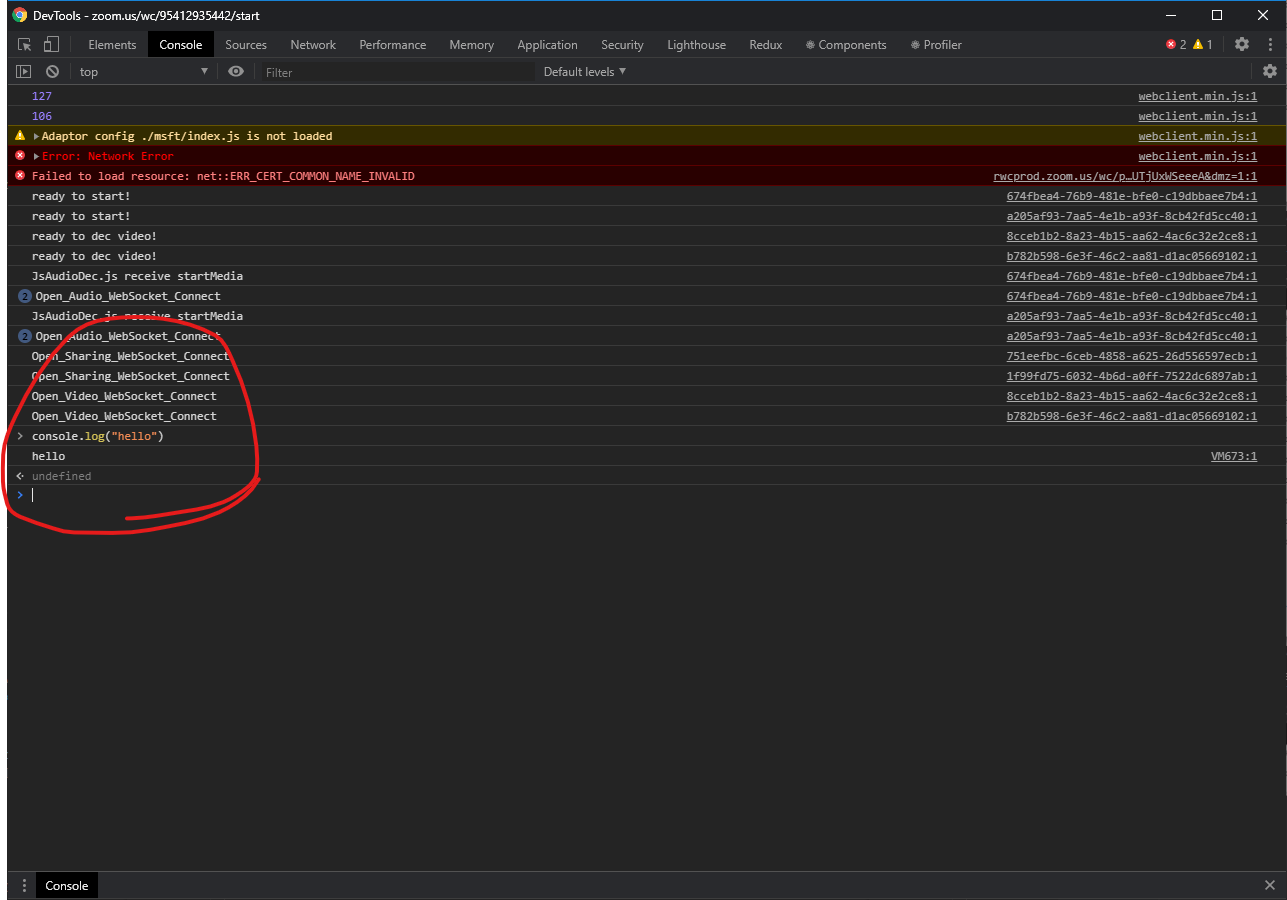 DevTools - zoom.us/wc/95412935442/start
Elements Console Sources Network Performance Memory Application Security Lighthouse Redux Components Profiler 2 1
top Filter Default levels
127 webclient.min.js:1
106 webclient.min.js:1
Adaptor config ./msft/index.js is not loaded webclient.min.js:1
Error: Network Error webclient.min.js:1
Failed to load resource: net::ERR_CERT_COMMON_NAME_INVALID rwcprod.zoom.us/wc/p…UTjUxWSeeeA&dmz=1:1
ready to start! 674fbea4-76b9-481e-bfe0-c19dbbaee7b4:1
ready to start! a205af93-7aa5-4e1b-a93f-8cb42fd5cc40:1
ready to dec video! 8cceb1b2-8a23-4b15-aa62-4ac6c32e2ce8:1
ready to dec video! b782b598-6e3f-46c2-aa81-d1ac05669102:1
JsAudioDec.js receive startMedia 674fbea4-76b9-481e-bfe0-c19dbbaee7b4:1
2 Open_Audio_WebSocket_Connect 674fbea4-76b9-481e-bfe0-c19dbbaee7b4:1
JsAudioDec.js receive startMedia a205af93-7aa5-4e1b-a93f-8cb42fd5cc40:1
2 Open_Audio_WebSocket_Connect a205af93-7aa5-4e1b-a93f-8cb42fd5cc40:1
Open_Sharing_WebSocket_Connect 751eefbc-6ceb-4858-a625-26d556597ecb:1
Open_Sharing_WebSocket_Connect 1f99fd75-6032-4b6d-a0ff-7522dc6897ab:1
Open_Video_WebSocket_Connect 8cceb1b2-8a23-4b15-aa62-4ac6c32e2ce8:1
Open_Video_WebSocket_Connect b782b598-6e3f-46c2-aa81-d1ac05669102:1
> console.log("hello")
hello VM673:1
undefined
>
Console